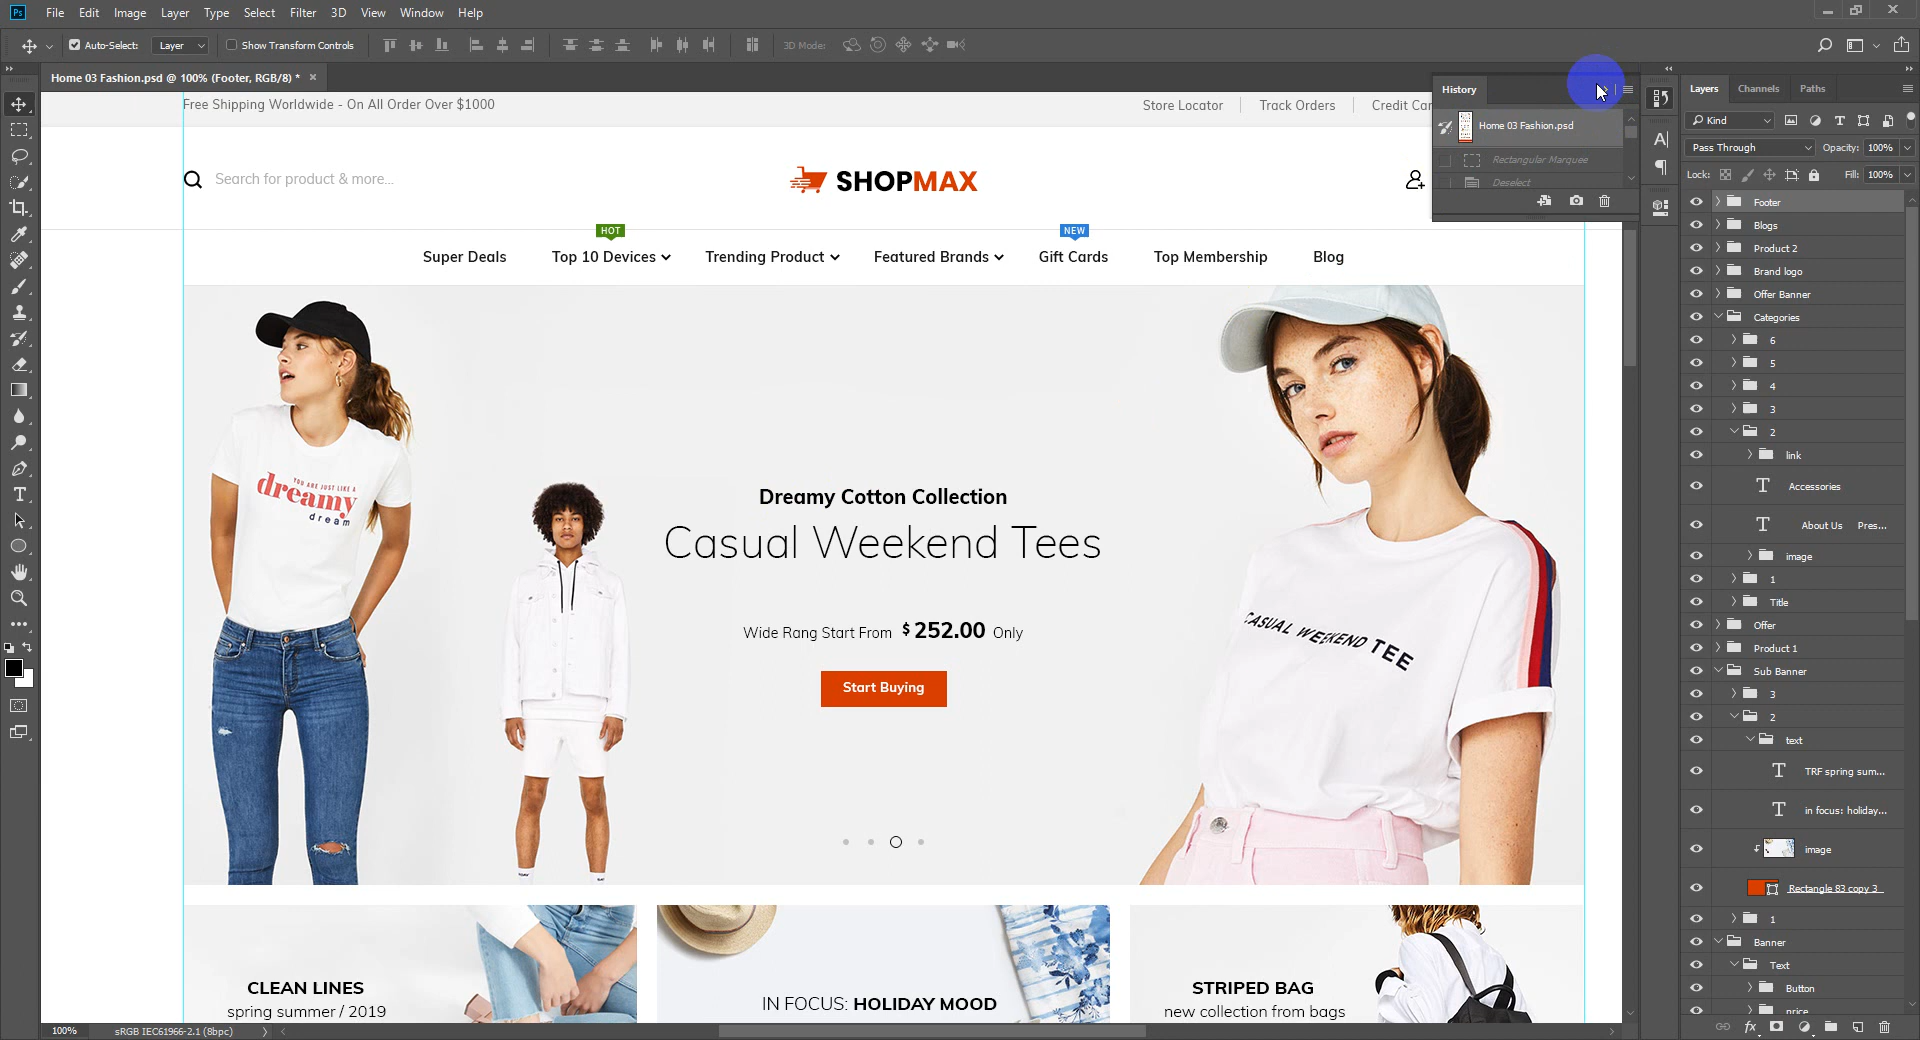 Ps File Edit Image Layer Type Select Filter 3D View Window Help
Auto-Select: Layer Show Transform Controls 3D Mode:
Home 03 Fashion.psd @ 100% (Footer, RGB/8) * ×
Free Shipping Worldwide - On All Order Over $1000
Store Locator Track Orders Credit Car
Search for product & more...
SHOPMAX
HOT
NEW
Super Deals Top 10 Devices Trending Product Featured Brands Gift Cards Top Membership Blog
YOU ARE JUST LIKE A
dreamy
dream
Dreamy Cotton Collection
Casual Weekend Tees
Wide Rang Start From $ 252.00 Only
Start Buying
CASUAL WEEKEND TEE
CLEAN LINES
spring summer / 2019
IN FOCUS: HOLIDAY MOOD
STRIPED BAG
new collection from bags
100% sRGB IEC61966-2.1 (8bpc)
History
Home 03 Fashion.psd
Rectangular Marquee
Deselect
Layers Channels Paths
Kind
Pass Through Opacity: 100%
Lock: Fill: 100%
Footer
Blogs
Product 2
Brand logo
Offer Banner
Categories
6
5
4
3
2
link
Accessories
About Us Pres...
image
1
Title
Offer
Product 1
Sub Banner
3
2
text
TRF spring sum...
in focus: holiday...
image
Rectangle 83 copy 3
1
Banner
Text
Button
price
fx